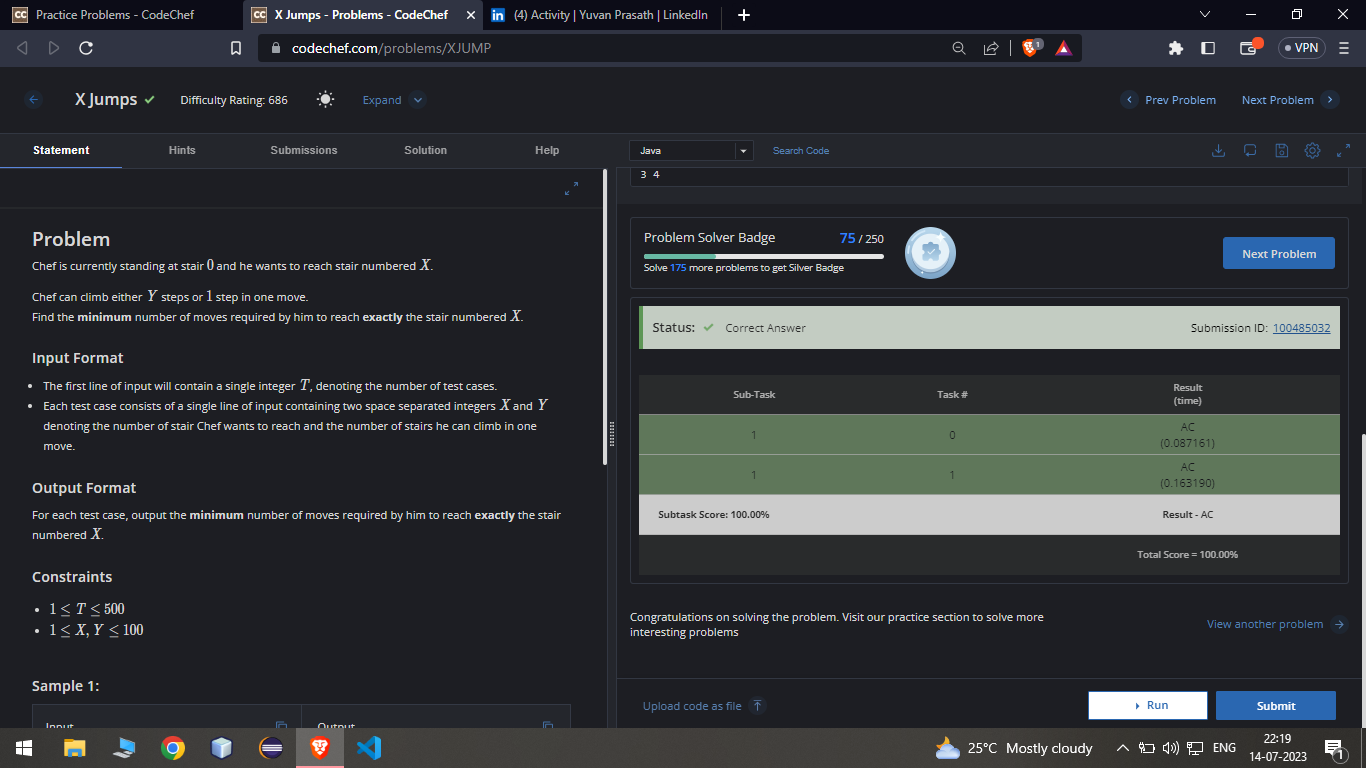 Practice Problems - CodeChef
X Jumps - Problems - CodeChef
(4) Activity | Yuvan Prasath | LinkedIn
codechef.com/problems/XJUMP
1
VPN
X Jumps
Difficulty Rating: 686
Expand
Prev Problem
Next Problem
Statement
Hints
Submissions
Solution
Help
Java
Search Code
3 4
Problem
Chef is currently standing at stair 0 and he wants to reach stair numbered X.
Chef can climb either Y steps or 1 step in one move.
Find the minimum number of moves required by him to reach exactly the stair numbered X.
Input Format
• The first line of input will contain a single integer T, denoting the number of test cases.
• Each test case consists of a single line of input containing two space separated integers X and Y
denoting the number of stair Chef wants to reach and the number of stairs he can climb in one
move.
Output Format
For each test case, output the minimum number of moves required by him to reach exactly the stair
numbered X.
Constraints
• 1 ≤ T ≤ 500
• 1 ≤ X, Y ≤ 100
Sample 1:
Input
Output
Problem Solver Badge
75 / 250
Solve 175 more problems to get Silver Badge
Next Problem
Status: Correct Answer
Submission ID: 100485032
Sub-Task
Task #
Result
(time)
1
0
AC
(0.087161)
1
1
AC
(0.163190)
Subtask Score: 100.00%
Result - AC
Total Score = 100.00%
Congratulations on solving the problem. Visit our practice section to solve more
interesting problems
View another problem
Upload code as file
Run
Submit
25°C Mostly cloudy
ENG
22:19
14-07-2023
1